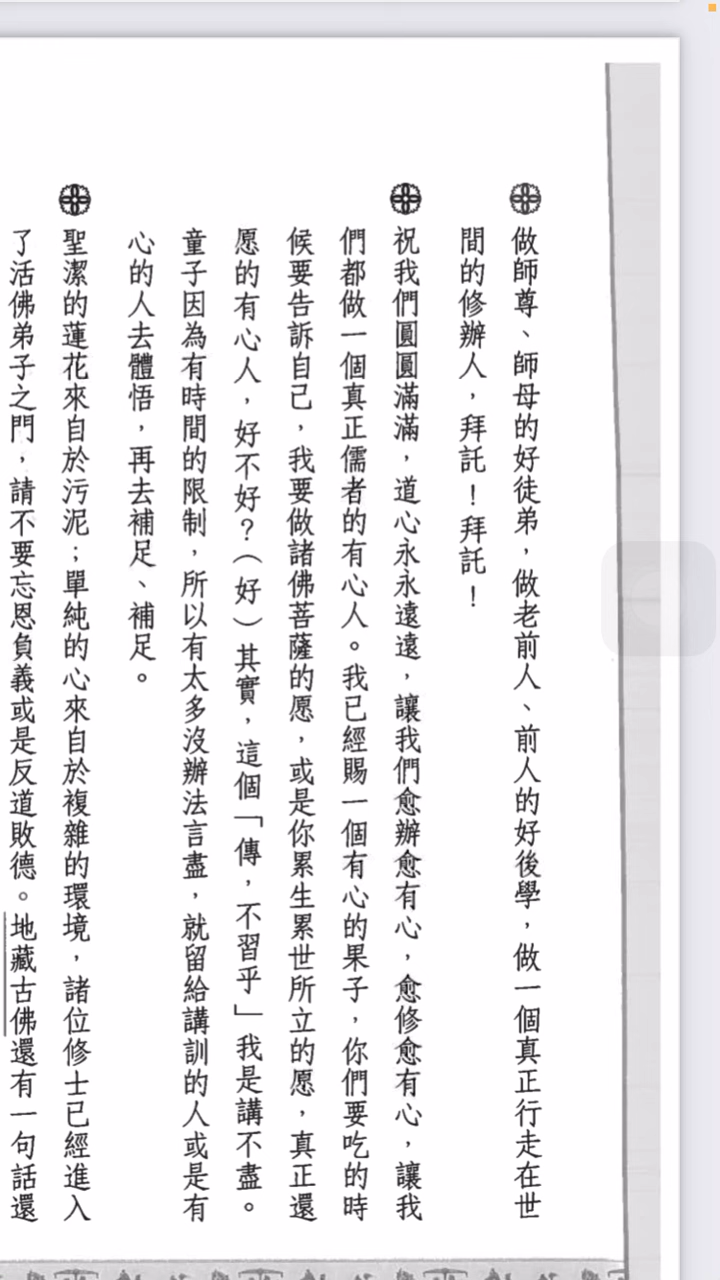 做師尊、師母的好徒弟，做老前人、前人的好後學，做一個真正行走在世
間的修辦人，拜託！拜託！
祝我們圓圓滿滿，道心永永遠遠，讓我們愈辦愈有心，愈修愈有心，讓我
們都做一個真正儒者的有心人。我已經賜一個有心的果子，你們要吃的時
候要告訴自己，我要做諸佛菩薩的愿，或是你累生累世所立的愿，真正還
愿的有心人，好不好？（好）其實，這個「傳，不習乎」我是講不盡。
童子因為有時間的限制，所以有太多沒辦法言盡，就留給講訓的人或是有
心的人去體悟，再去補足、補足。
聖潔的蓮花來自於污泥；單純的心來自於複雜的環境，諸位修士已經進入
了活佛弟子之門，請不要忘恩負義或是反道敗德。地藏古佛還有一句話還